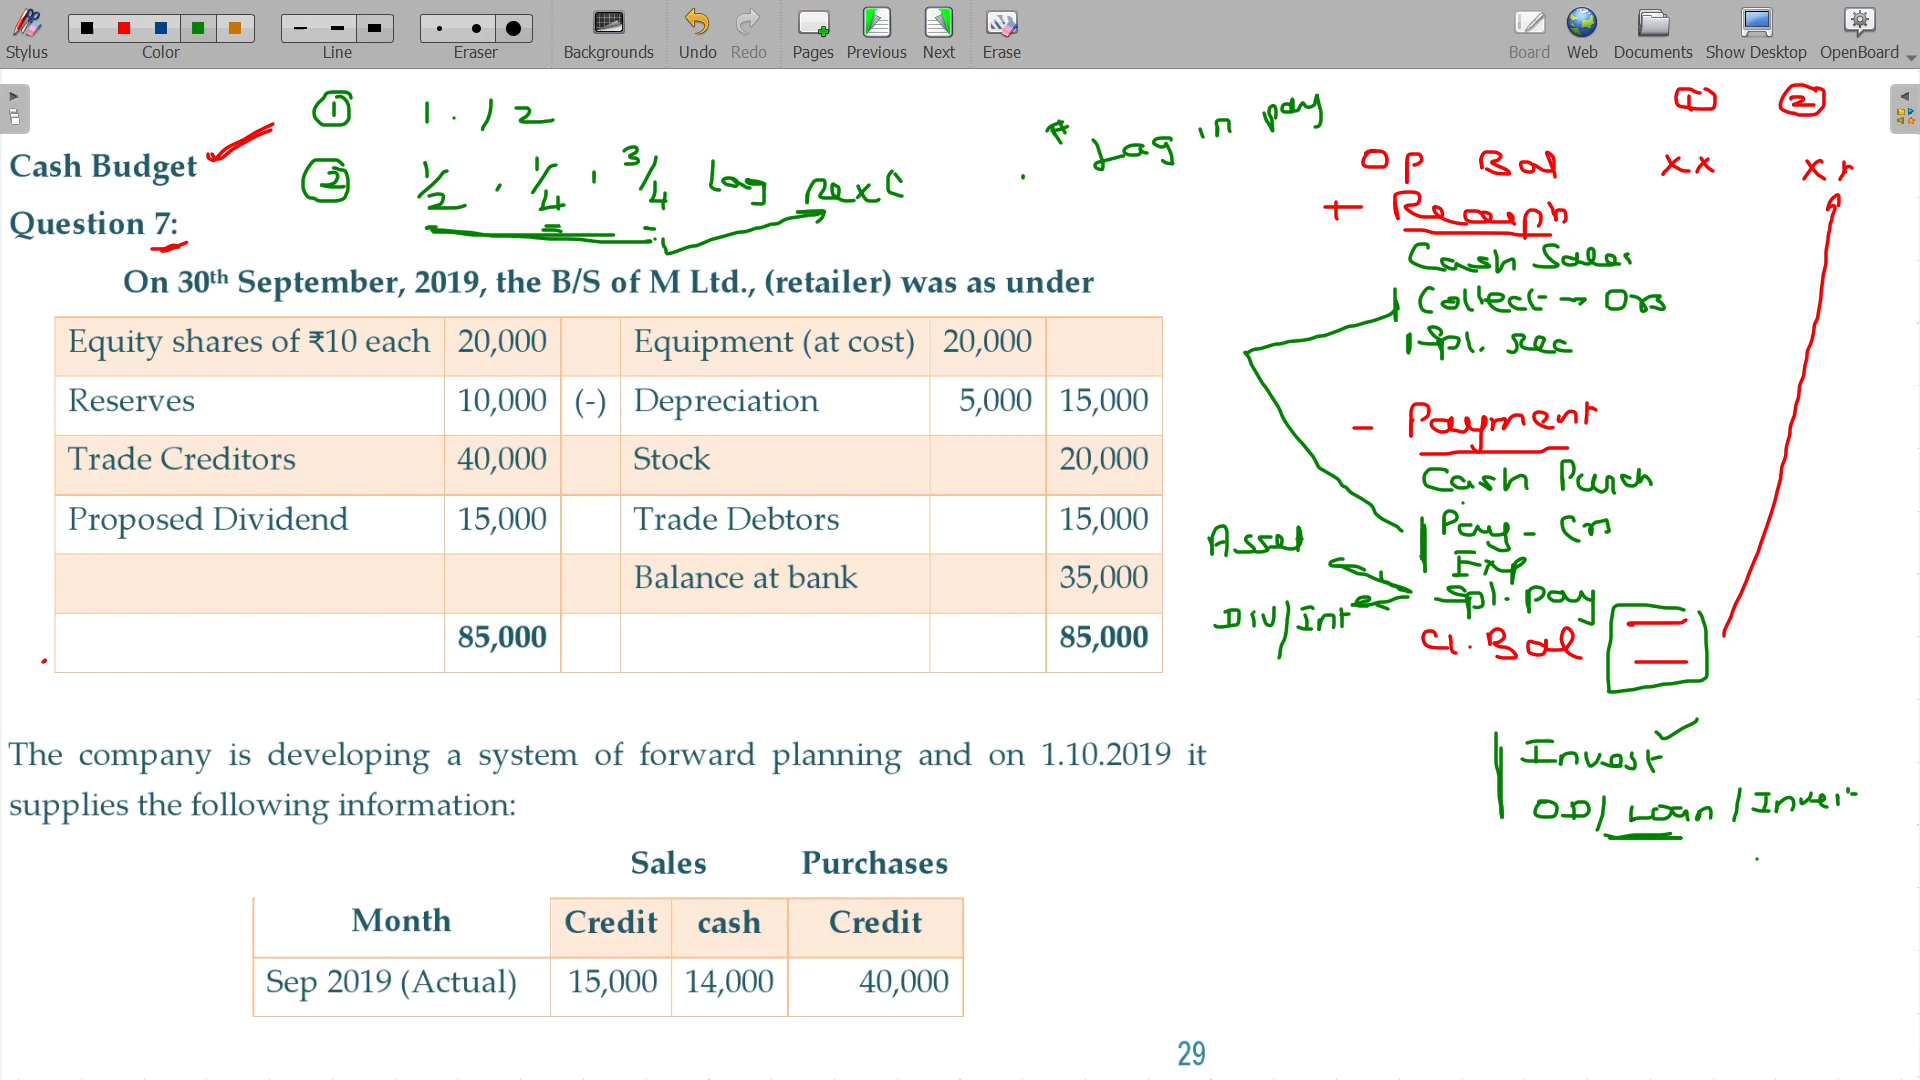 Stylus Color Line Eraser Backgrounds Undo Redo Pages Previous Next Erase Board Web Documents Show Desktop OpenBoard
① 1 . / 2
② 1/2 , 1/4 , 3/4 lag next
* Lag in pay
Cash Budget
Question 7:
On 30th September, 2019, the B/S of M Ltd., (retailer) was as under
Equity shares of ₹10 each 20,000 Equipment (at cost) 20,000
Reserves 10,000 (-) Depreciation 5,000 15,000
Trade Creditors 40,000 Stock 20,000
Proposed Dividend 15,000 Trade Debtors 15,000
Balance at bank 35,000
85,000 85,000
The company is developing a system of forward planning and on 1.10.2019 it
supplies the following information:
Sales Purchases
Month Credit cash Credit
Sep 2019 (Actual) 15,000 14,000 40,000
29
① ②
OP Bal xx xx
+ Receipts
Cash Sales
Collect → Drs
Spl. rec
- Payment
Cash Purch
Pay - Crs
Exp
Spl. pay
Asset
Div/Int
Cl. Bal
Invest
OD/ Loan / Invest